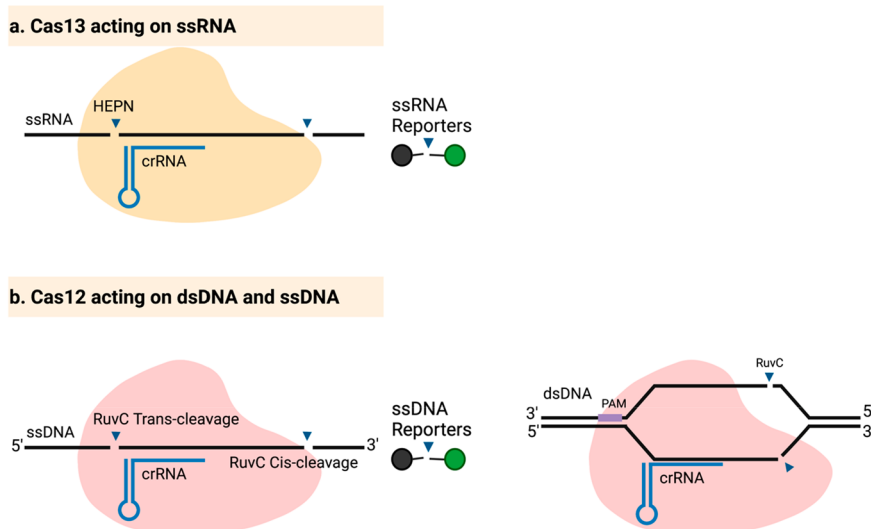 a. Cas13 acting on ssRNA
HEPN
ssRNA
crRNA
ssRNA
Reporters
b. Cas12 acting on dsDNA and ssDNA
5'
ssDNA
RuvC Trans-cleavage
3'
RuvC Cis-cleavage
crRNA
ssDNA
Reporters
RuvC
dsDNA
PAM
3'
5'
5'
3'
crRNA